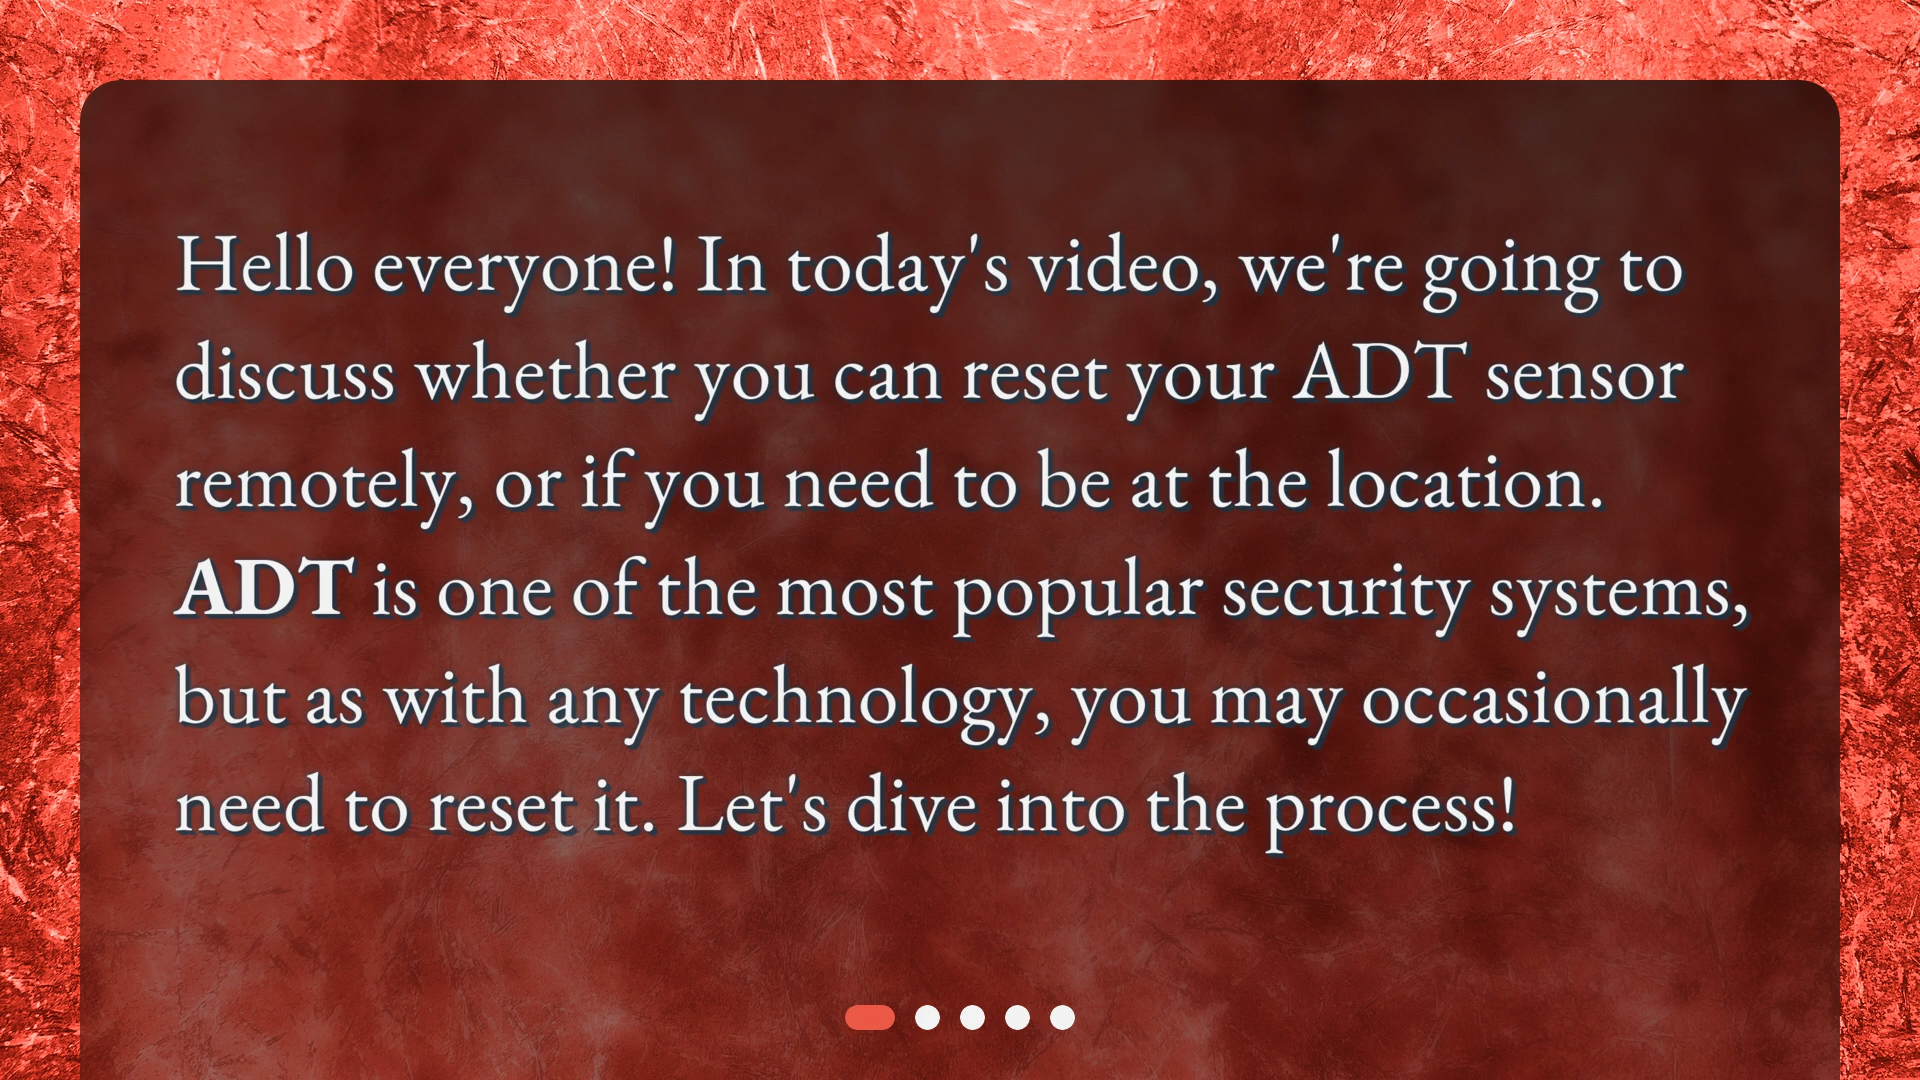 Hello everyone! In today's video, we're going to
discuss whether you can reset your ADT sensor
remotely, or if you need to be at the location.
ADT is one of the most popular security systems,
but as with any technology, you may occasionally
need to reset it. Let's dive into the process!